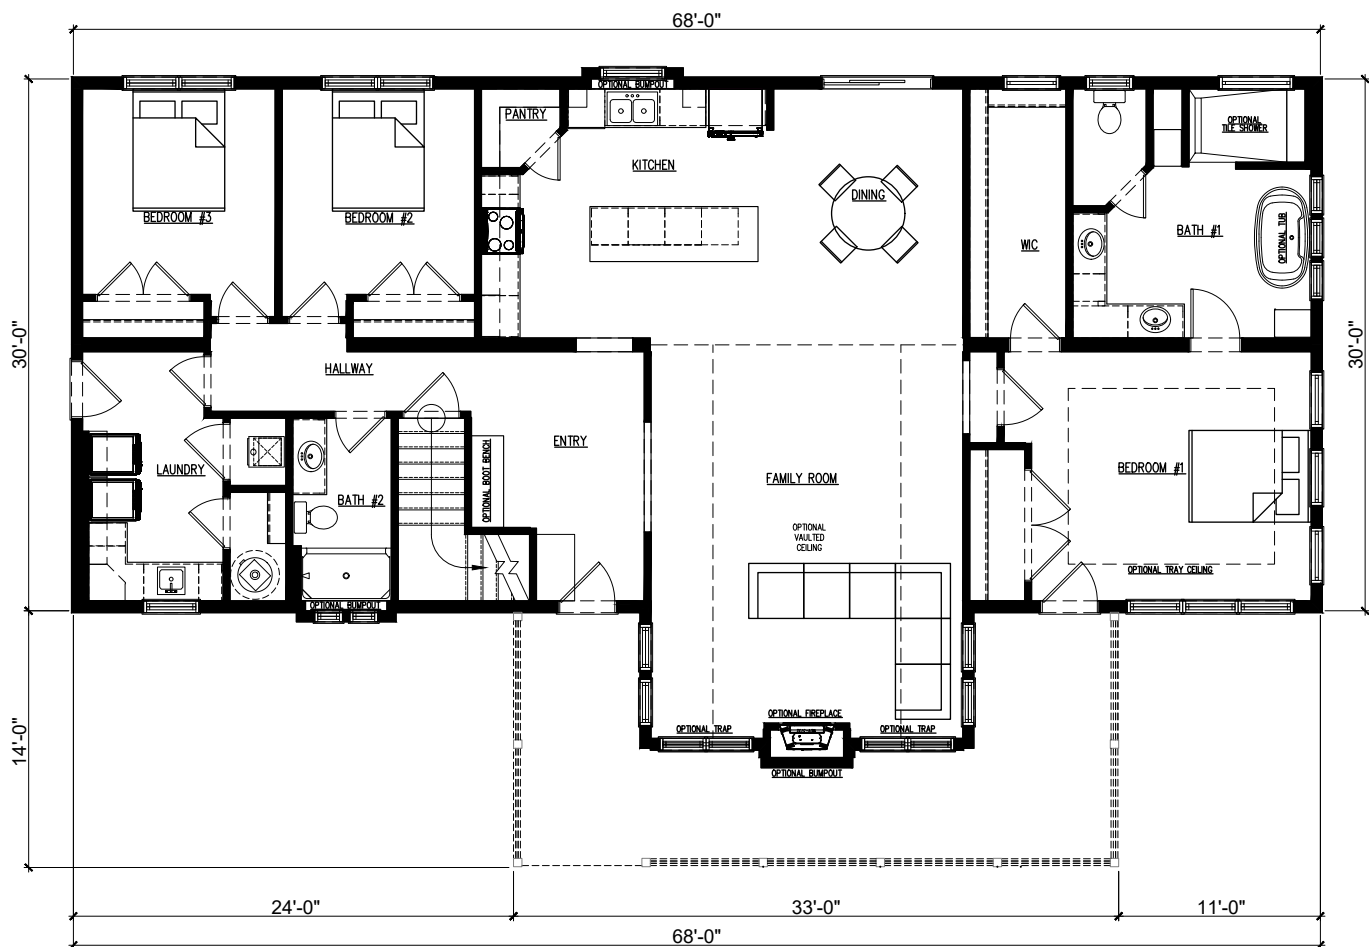 68'-0"
OPTIONAL BUMPOUT
PANTRY
OPTIONAL
TILE SHOWER
KITCHEN
DINING
BEDROOM #3
BEDROOM #2
WIC
BATH #1
OPTIONAL TUB
30'-0"
30'-0"
HALLWAY
ENTRY
LAUNDRY
BATH #2
OPTIONAL BOOT BENCH
FAMILY ROOM
BEDROOM #1
OPTIONAL
VAULTED
CEILING
OPTIONAL TRAY CEILING
OPTIONAL BUMPOUT
OPTIONAL FIREPLACE
OPTIONAL TRAP
OPTIONAL TRAP
OPTIONAL BUMPOUT
14'-0"
24'-0"
33'-0"
11'-0"
68'-0"